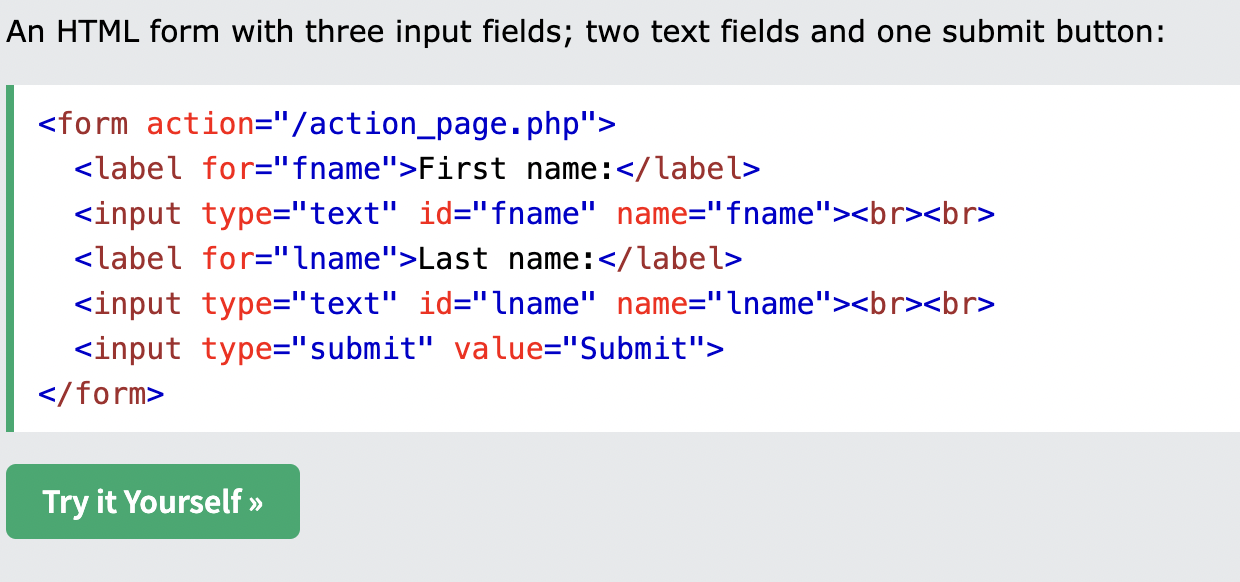 An HTML form with three input fields; two text fields and one submit button:
<form action="/action_page.php">
  <label for="fname">First name:</label>
  <input type="text" id="fname" name="fname"><br><br>
  <label for="lname">Last name:</label>
  <input type="text" id="lname" name="lname"><br><br>
  <input type="submit" value="Submit">
</form>
Try it Yourself »